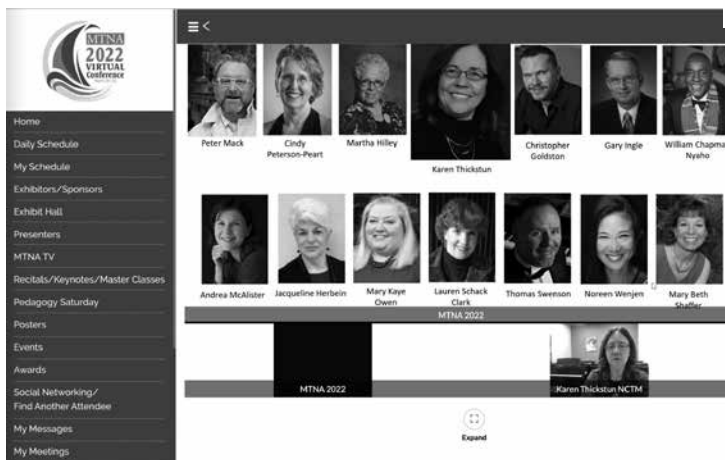 MTNA
2022
VIRTUAL
Conference
Home
Daily Schedule
My Schedule
Exhibitors/Sponsors
Exhibit Hall
Presenters
MTNA TV
Recitals/Keynotes/Master Classes
Pedagogy Saturday
Posters
Events
Awards
Social Networking/
Find Another Attendee
My Messages
My Meetings
Peter Mack
Cindy
Peterson-Peart
Martha Hilley
Karen Thickstun
Christopher
Goldston
Gary Ingle
William Chapma
Nyaho
Andrea McAlister
Jacqueline Herbein
Mary Kaye
Owen
Lauren Schack
Clark
Thomas Swenson
Noreen Wenjen
Mary Beth
Shaffer
MTNA 2022
MTNA 2022
Karen Thickstun NCTM
Expand